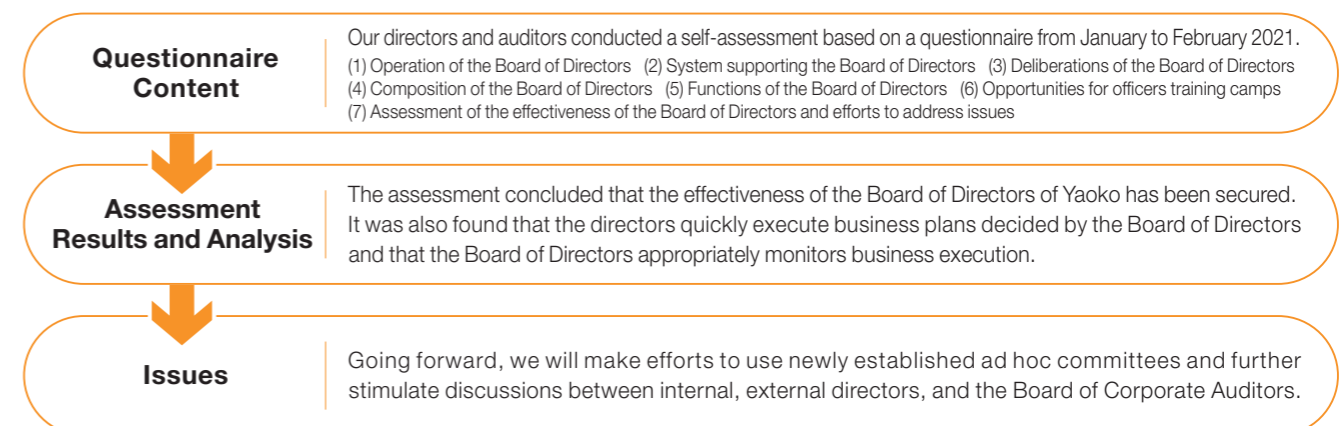 Questionnaire
Content
Our directors and auditors conducted a self-assessment based on a questionnaire from January to February 2021.
(1) Operation of the Board of Directors (2) System supporting the Board of Directors (3) Deliberations of the Board of Directors
(4) Composition of the Board of Directors (5) Functions of the Board of Directors (6) Opportunities for officers training camps
(7) Assessment of the effectiveness of the Board of Directors and efforts to address issues
Assessment
Results and Analysis
The assessment concluded that the effectiveness of the Board of Directors of Yaoko has been secured.
It was also found that the directors quickly execute business plans decided by the Board of Directors
and that the Board of Directors appropriately monitors business execution.
Issues
Going forward, we will make efforts to use newly established ad hoc committees and further
stimulate discussions between internal, external directors, and the Board of Corporate Auditors.